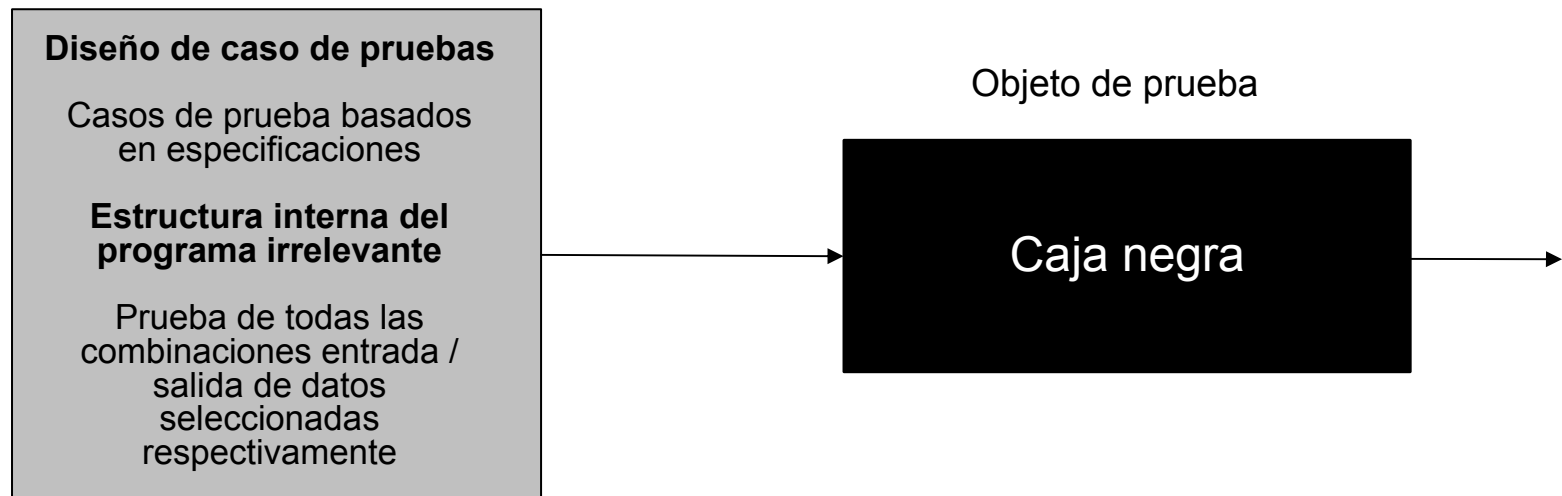 Diseño de caso de pruebas
Casos de prueba basados
en especificaciones
Estructura interna del
programa irrelevante
Prueba de todas las
combinaciones entrada /
salida de datos
seleccionadas
respectivamente
Objeto de prueba
Caja negra